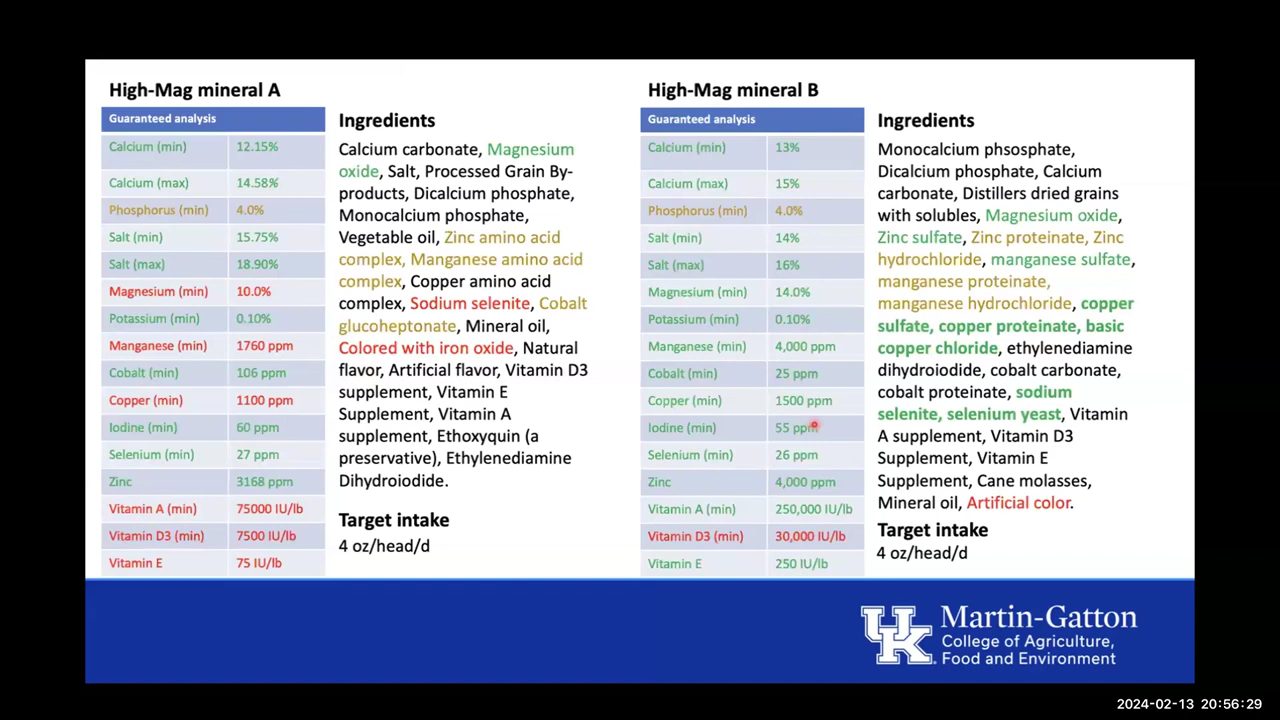 High-Mag mineral A
Guaranteed analysis
Calcium (min) 12.15%
Calcium (max) 14.58%
Phosphorus (min) 4.0%
Salt (min) 15.75%
Salt (max) 18.90%
Magnesium (min) 10.0%
Potassium (min) 0.10%
Manganese (min) 1760 ppm
Cobalt (min) 106 ppm
Copper (min) 1100 ppm
Iodine (min) 60 ppm
Selenium (min) 27 ppm
Zinc 3168 ppm
Vitamin A (min) 75000 IU/lb
Vitamin D3 (min) 7500 IU/lb
Vitamin E 75 IU/lb
Ingredients
Calcium carbonate, Magnesium
oxide, Salt, Processed Grain By-
products, Dicalcium phosphate,
Monocalcium phosphate,
Vegetable oil, Zinc amino acid
complex, Manganese amino acid
complex, Copper amino acid
complex, Sodium selenite, Cobalt
glucoheptonate, Mineral oil,
Colored with iron oxide, Natural
flavor, Artificial flavor, Vitamin D3
supplement, Vitamin E
Supplement, Vitamin A
supplement, Ethoxyquin (a
preservative), Ethylenediamine
Dihydroiodide.
Target intake
4 oz/head/d
High-Mag mineral B
Guaranteed analysis
Calcium (min) 13%
Calcium (max) 15%
Phosphorus (min) 4.0%
Salt (min) 14%
Salt (max) 16%
Magnesium (min) 14.0%
Potassium (min) 0.10%
Manganese (min) 4,000 ppm
Cobalt (min) 25 ppm
Copper (min) 1500 ppm
Iodine (min) 55 ppm
Selenium (min) 26 ppm
Zinc 4,000 ppm
Vitamin A (min) 250,000 IU/lb
Vitamin D3 (min) 30,000 IU/lb
Vitamin E 250 IU/lb
Ingredients
Monocalcium phsosphate,
Dicalcium phosphate, Calcium
carbonate, Distillers dried grains
with solubles, Magnesium oxide,
Zinc sulfate, Zinc proteinate, Zinc
hydrochloride, manganese sulfate,
manganese proteinate,
manganese hydrochloride, copper
sulfate, copper proteinate, basic
copper chloride, ethylenediamine
dihydroiodide, cobalt carbonate,
cobalt proteinate, sodium
selenite, selenium yeast, Vitamin
A supplement, Vitamin D3
Supplement, Vitamin E
Supplement, Cane molasses,
Mineral oil, Artificial color.
Target intake
4 oz/head/d
UK
Martin-Gatton
College of Agriculture,
Food and Environment
2024-02-13 20:56:29